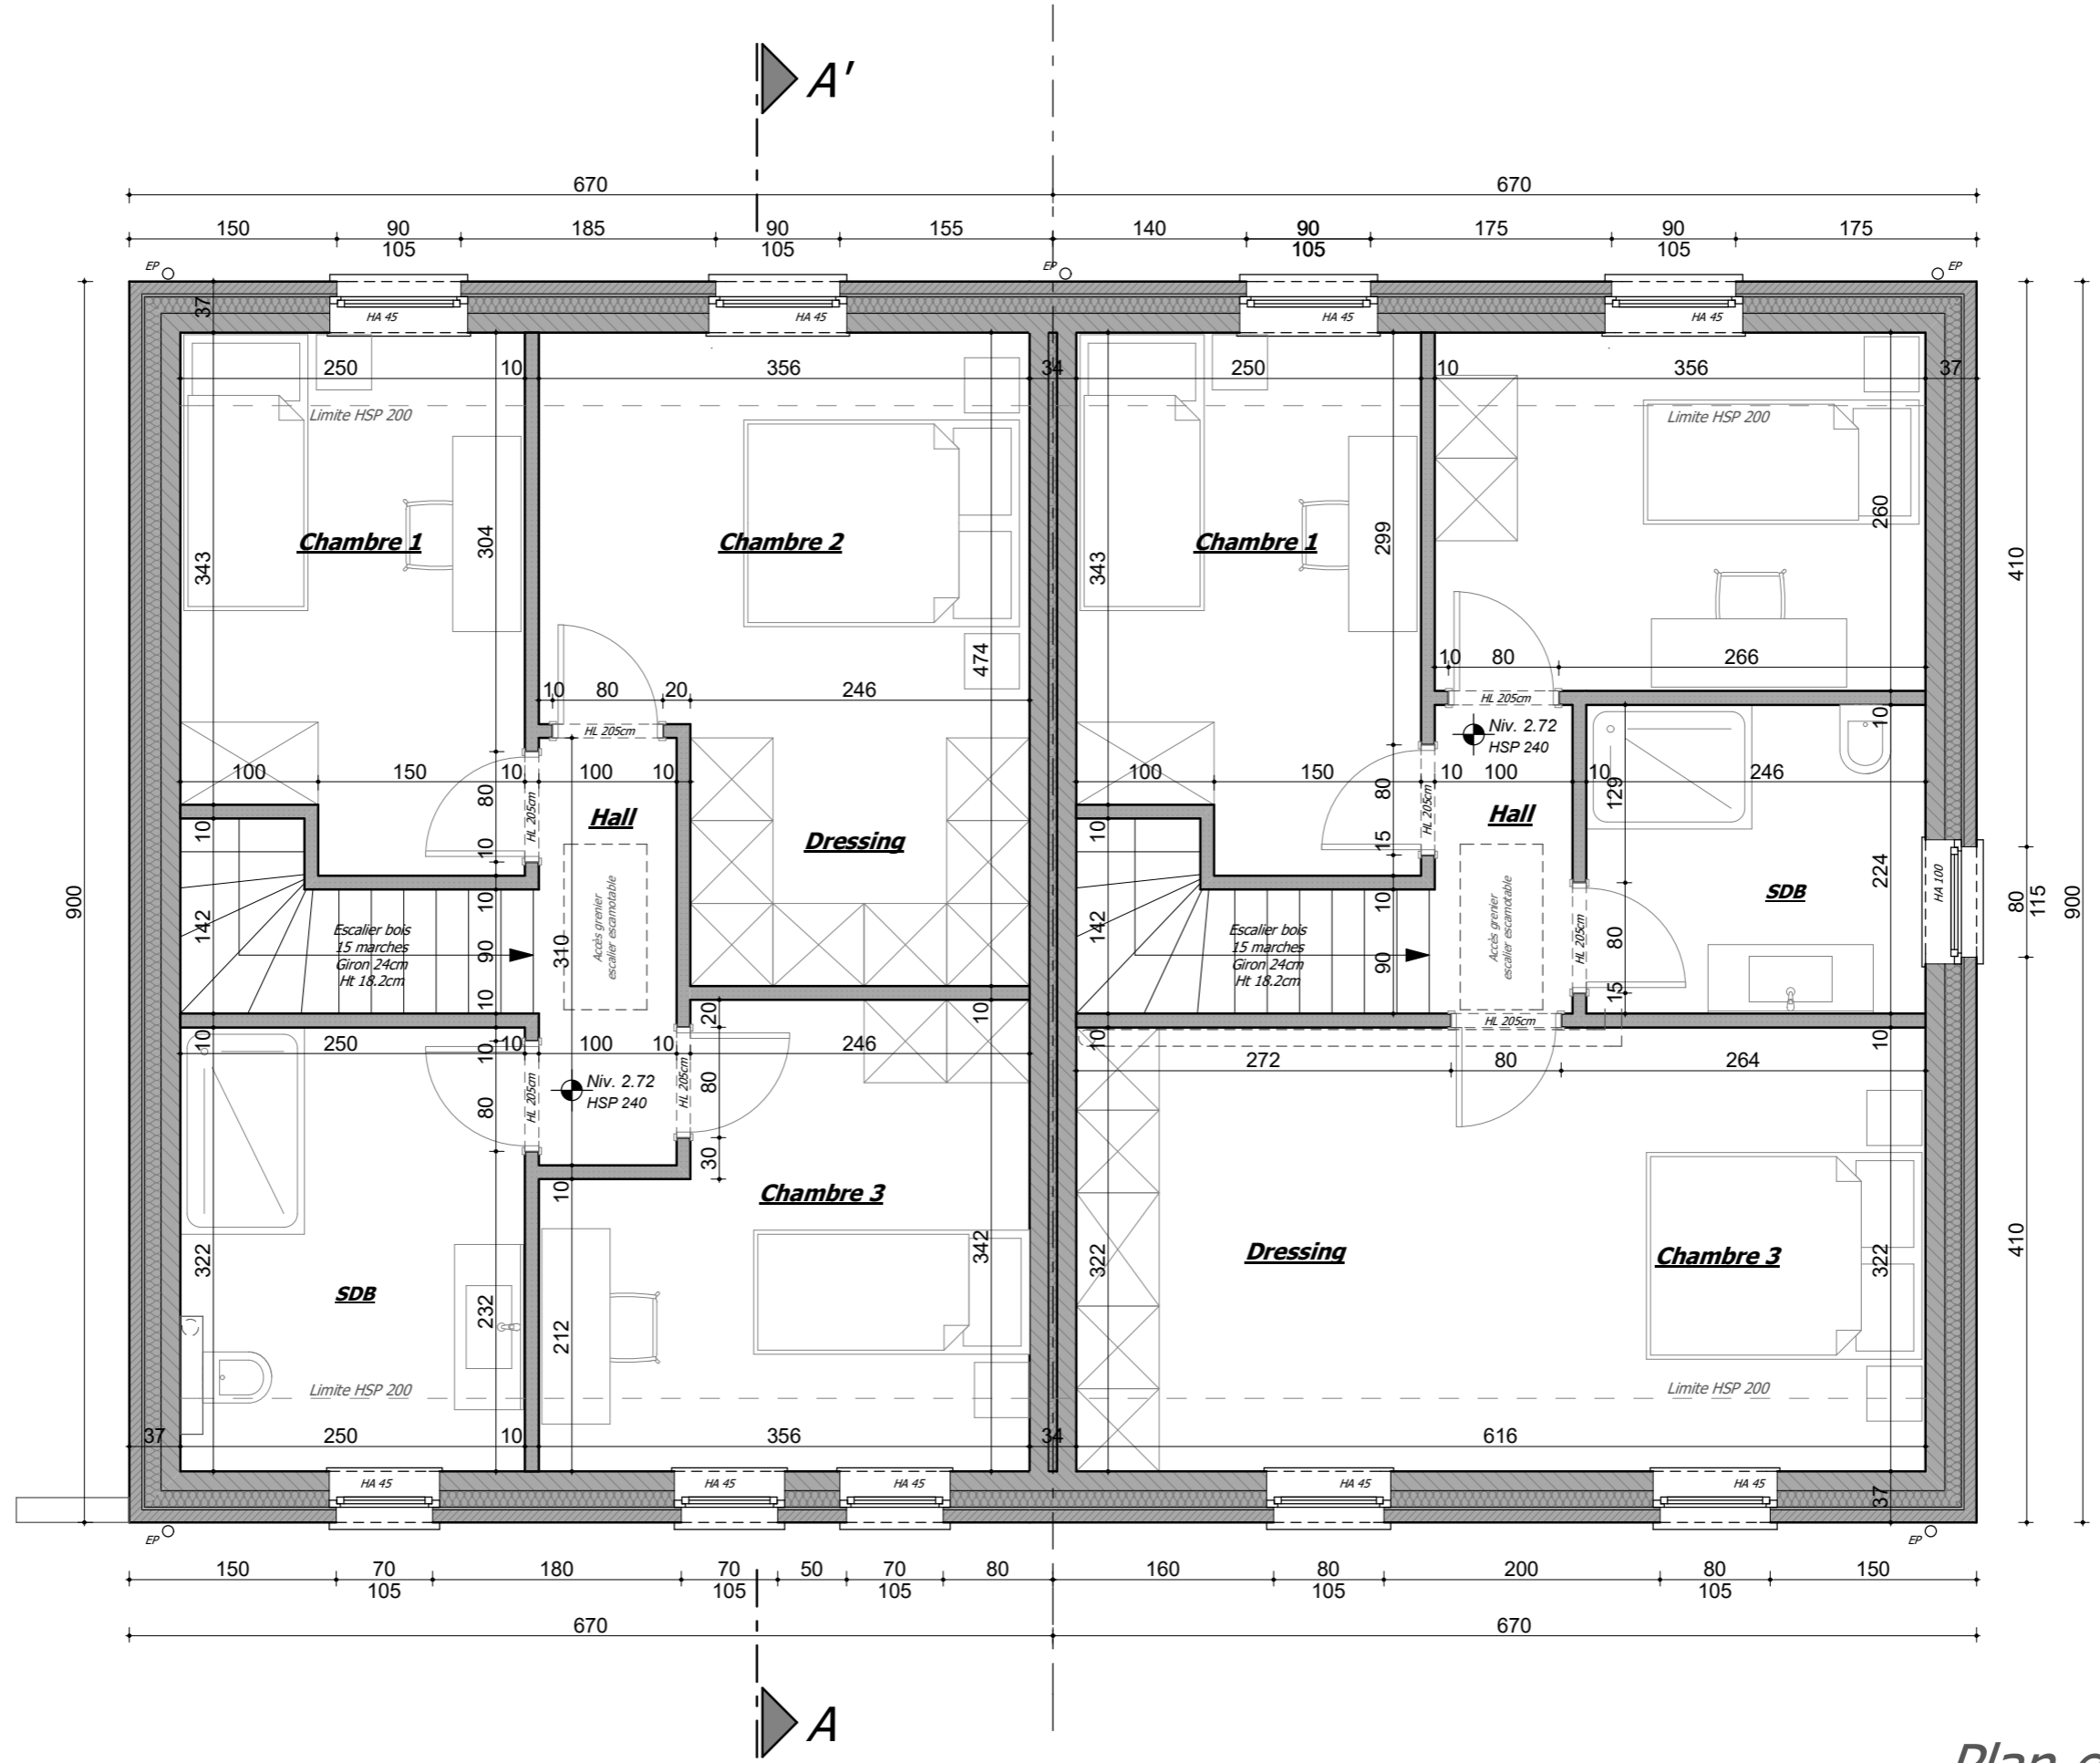 A'
670 670
150 90 185 90 155 140 90 175 90 175
105 105 105 105
EP EP EP
HA 45 HA 45 HA 45 HA 45
37
250 10 356 34 250 10 356 37
Limite HSP 200 Limite HSP 200
Chambre 1 304 Chambre 2 Chambre 1 299 260
343 343 410
474
10 80 20 246 10 80 266
HL 205cm HL 205cm
Niv. 2.72
HSP 240
10
100 150 10 100 10 100 150 10 100 10 246
80 HL 205cm 80 HL 205cm 129
Hall Hall
Dressing
10 10 10 15
SDB 224 HA 100
900 80 115 900
142 10 142 10
Escalier bois
15 marches
Giron 24cm
Ht 18.2cm
90 310
Accès grenier
escalier escamotable
Escalier bois
15 marches
Giron 24cm
Ht 18.2cm
90
Accès grenier
escalier escamotable
HL 205cm 80
10 20 10 15
HL 205cm
10 250 10 10 100 10 246 10 272 80 264 10
Niv. 2.72
HSP 240
80 HL 205cm HL 205cm 80
30
10
Chambre 3
322 SDB 232 212 342 322 Dressing Chambre 3 322 410
Limite HSP 200 Limite HSP 200
37 250 10 356 34 616
HA 45 HA 45 HA 45 HA 45 HA 45
37
EP EP
150 70 180 70 50 70 80 160 80 200 80 150
105 105 105 105 105
670 670
A
Plan